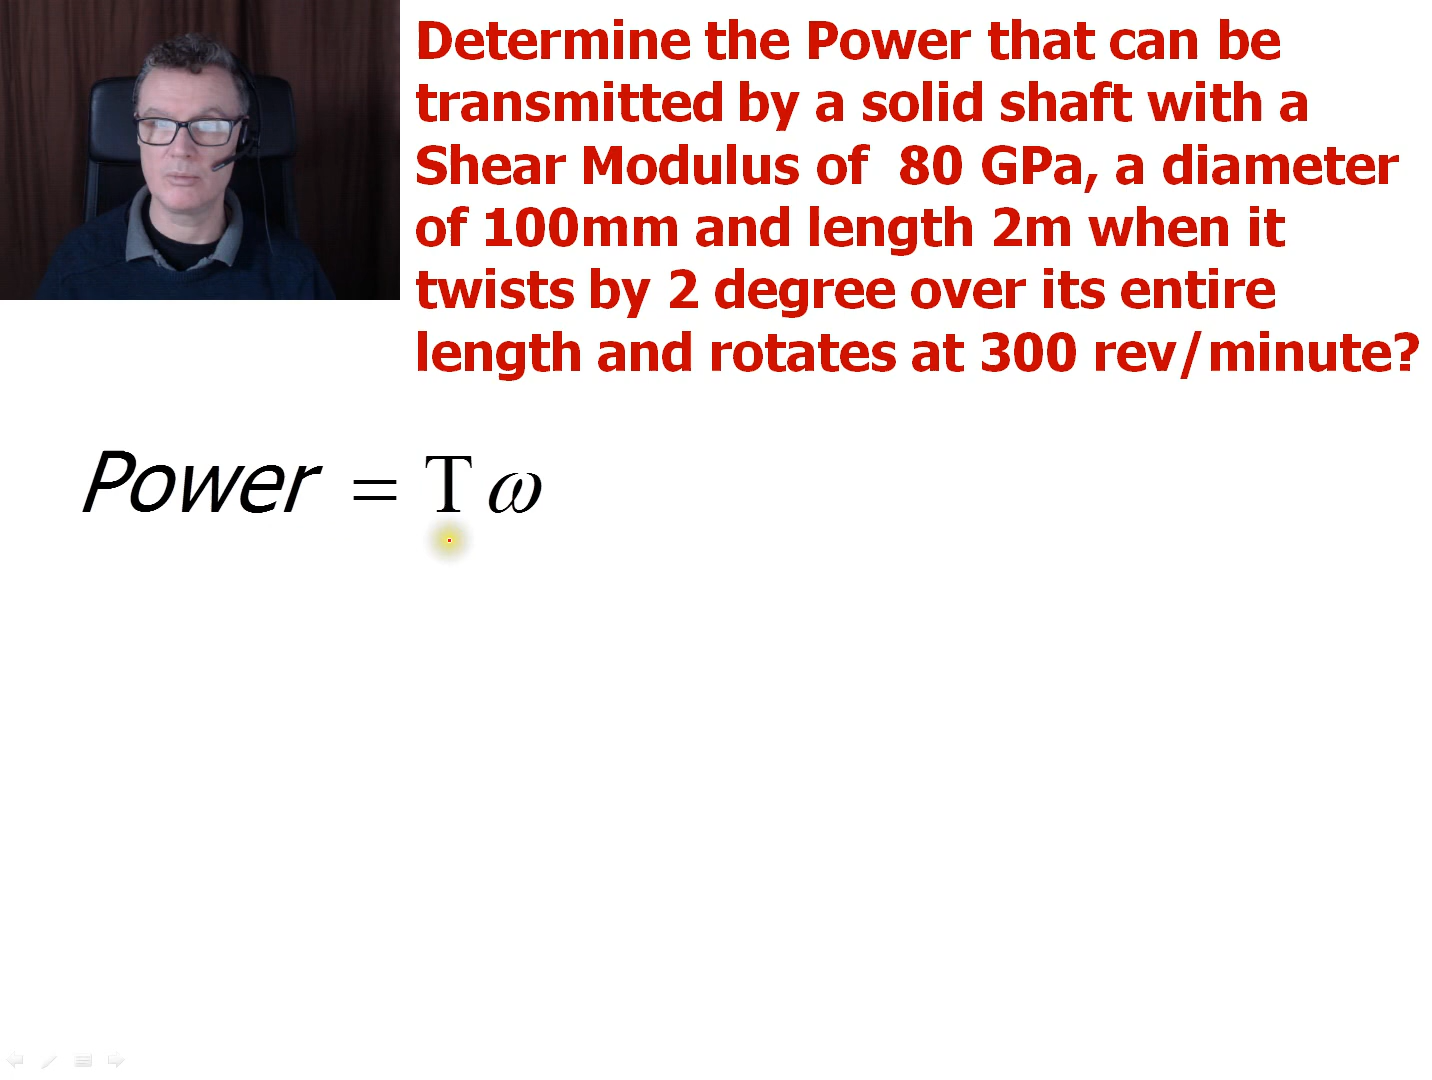 Determine the Power that can be
transmitted by a solid shaft with a
Shear Modulus of  80 GPa, a diameter
of 100mm and length 2m when it
twists by 2 degree over its entire
length and rotates at 300 rev/minute?
Power = T ω